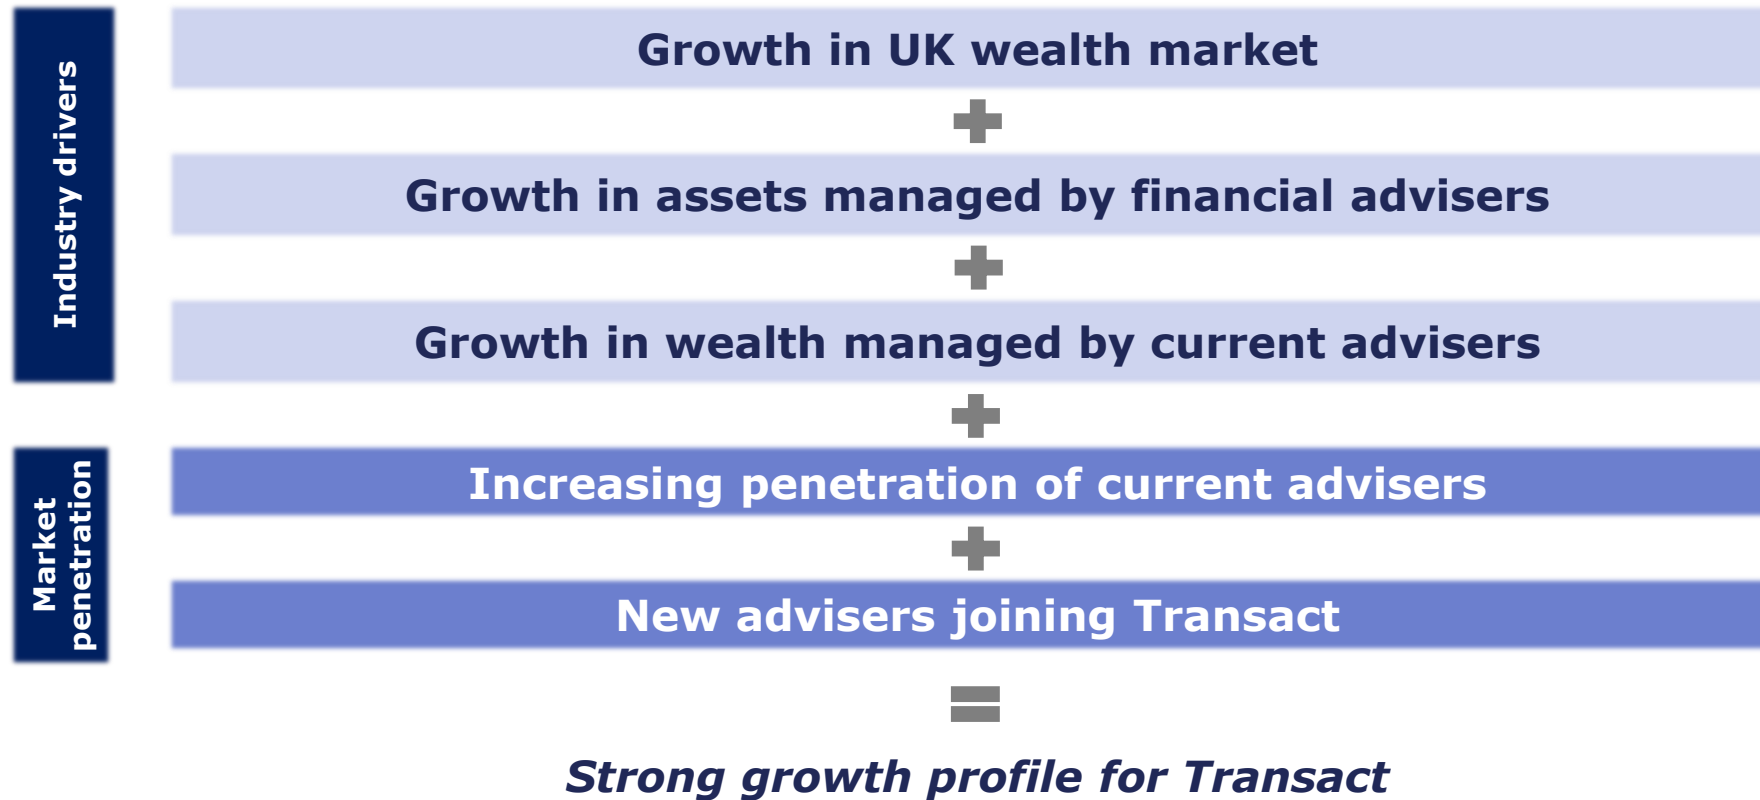 Industry drivers
Growth in UK wealth market
Growth in assets managed by financial advisers
Growth in wealth managed by current advisers
Market
penetration
Increasing penetration of current advisers
New advisers joining Transact
Strong growth profile for Transact